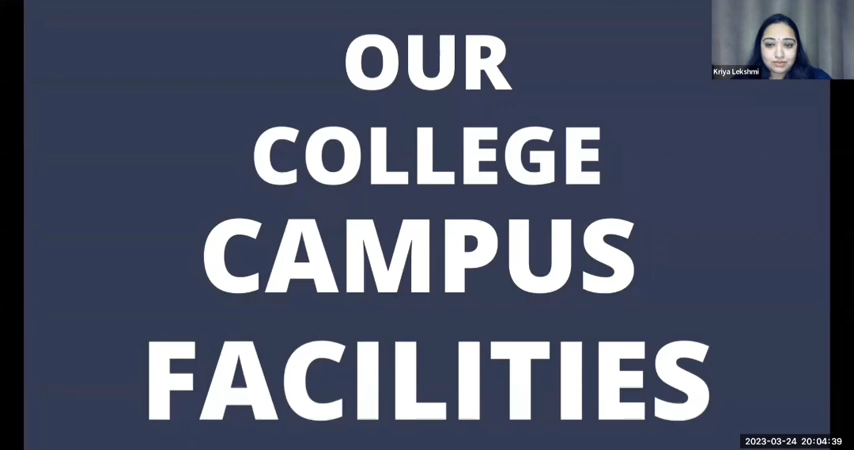 OUR
COLLEGE
CAMPUS
FACILITIES
Kriya Lekshmi
2023-03-24 20:04:39